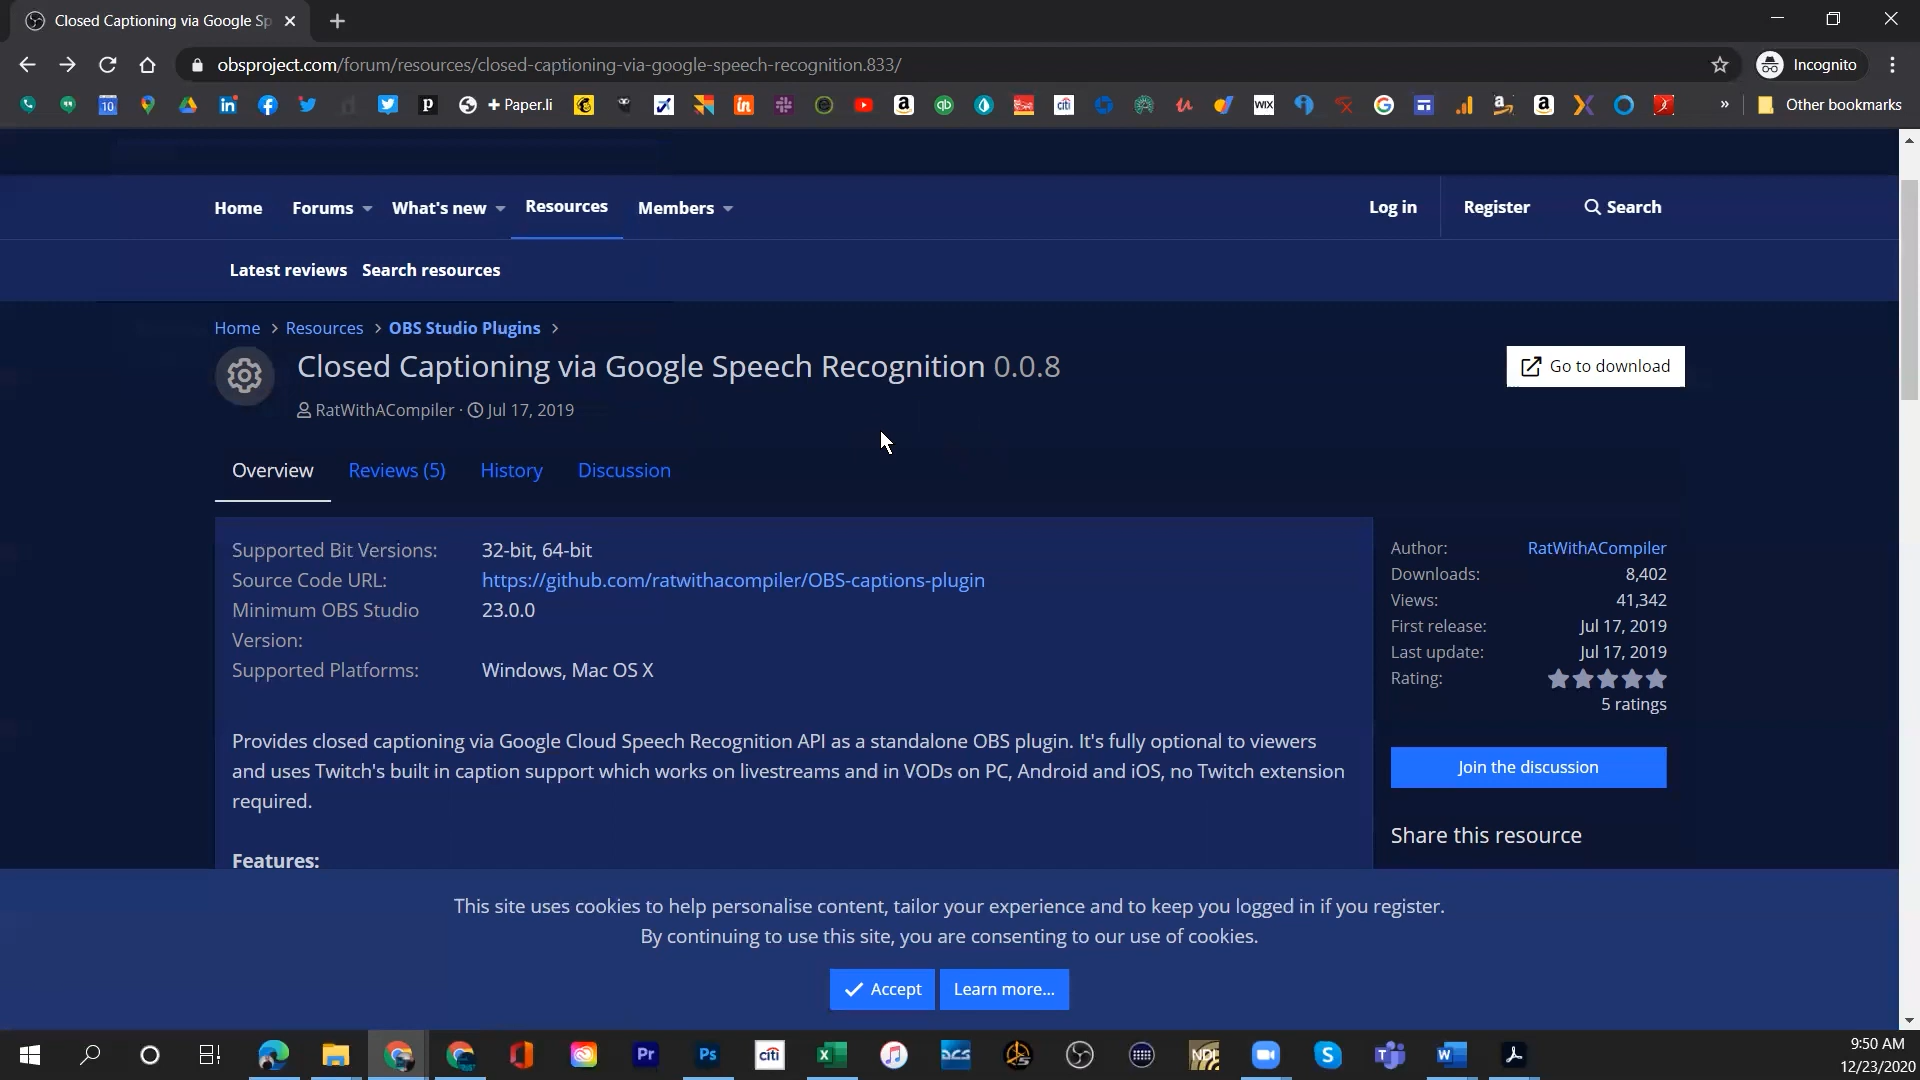 Closed Captioning via Google Sp
obsproject.com/forum/resources/closed-captioning-via-google-speech-recognition.833/
Incognito
+ Paper.li
Other bookmarks
Home Forums What's new Resources Members Log in Register Search
Latest reviews Search resources
Home > Resources > OBS Studio Plugins >
Closed Captioning via Google Speech Recognition 0.0.8
Go to download
RatWithACompiler · Jul 17, 2019
Overview Reviews (5) History Discussion
Supported Bit Versions: 32-bit, 64-bit
Source Code URL: https://github.com/ratwithacompiler/OBS-captions-plugin
Minimum OBS Studio 23.0.0
Version:
Supported Platforms: Windows, Mac OS X
Provides closed captioning via Google Cloud Speech Recognition API as a standalone OBS plugin. It's fully optional to viewers
and uses Twitch's built in caption support which works on livestreams and in VODs on PC, Android and iOS, no Twitch extension
required.
Features:
Author: RatWithACompiler
Downloads: 8,402
Views: 41,342
First release: Jul 17, 2019
Last update: Jul 17, 2019
Rating:
5 ratings
Join the discussion
Share this resource
This site uses cookies to help personalise content, tailor your experience and to keep you logged in if you register.
By continuing to use this site, you are consenting to our use of cookies.
Accept Learn more...
9:50 AM
12/23/2020